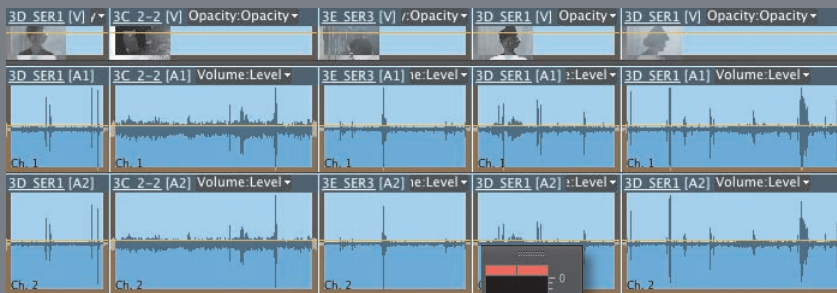 3D_SER1 [V] y 3C_2-2 [V] Opacity:Opacity 3E_SER3 [V] /:Opacity 3D_SER1 [V] Opacity:Opacity 3D_SER1 [V] Opacity:Opacity
3D_SER1 [A1] 3C_2-2 [A1] Volume:Level 3E_SER3 [A1] ne:Level 3D_SER1 [A1] e:Level 3D_SER1 [A1] Volume:Level
Ch. 1 Ch. 1 Ch. 1 Ch. 1 Ch. 1
3D_SER1 [A2] 3C_2-2 [A2] Volume:Level 3E_SER3 [A2] ne:Level 3D_SER1 [A2] e:Level 3D_SER1 [A2] Volume:Level
0
Ch. 2 Ch. 2 Ch. 2 Ch. 2 Ch. 2